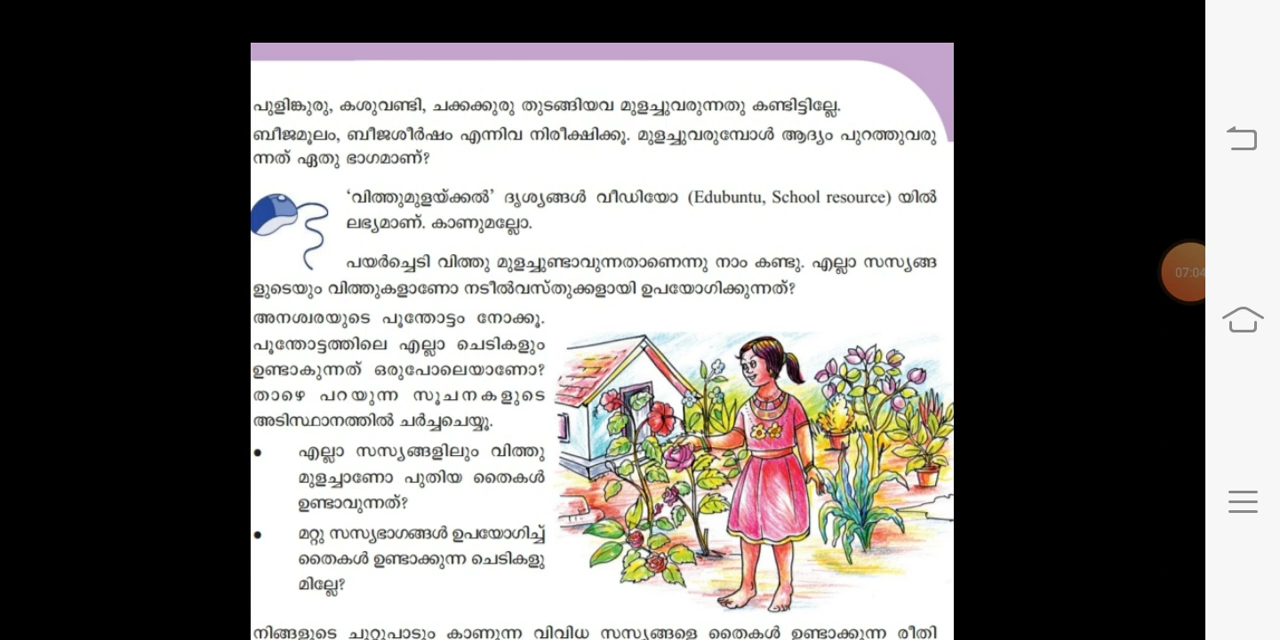 പുളിങ്കുരു, കശുവണ്ടി, ചക്കക്കുരു തുടങ്ങിയവ മുളച്ചുവരുന്നതു കണ്ടിട്ടില്ലേ.
ബീജമൂലം, ബീജശീർഷം എന്നിവ നിരീക്ഷിക്കൂ. മുളച്ചുവരുമ്പോൾ ആദ്യം പുറത്തുവരു
ന്നത് ഏതു ഭാഗമാണ്?
'വിത്തുമുളയ്ക്കൽ' ദൃശ്യങ്ങൾ വീഡിയോ (Edubuntu, School resource) യിൽ
ലഭ്യമാണ്. കാണുമല്ലോ.
പയർച്ചെടി വിത്തു മുളച്ചുണ്ടാവുന്നതാണെന്നു നാം കണ്ടു. എല്ലാ സസ്യങ്ങ
ളുടെയും വിത്തുകളാണോ നടീൽവസ്തുക്കളായി ഉപയോഗിക്കുന്നത്?
അനശ്വരയുടെ പൂന്തോട്ടം നോക്കൂ.
പൂന്തോട്ടത്തിലെ എല്ലാ ചെടികളും
ഉണ്ടാകുന്നത് ഒരുപോലെയാണോ?
താഴെ പറയുന്ന സൂചനകളുടെ
അടിസ്ഥാനത്തിൽ ചർച്ചചെയ്യൂ.
• എല്ലാ സസ്യങ്ങളിലും വിത്തു
മുളച്ചാണോ പുതിയ തൈകൾ
ഉണ്ടാവുന്നത്?
• മറ്റു സസ്യഭാഗങ്ങൾ ഉപയോഗിച്ച്
തൈകൾ ഉണ്ടാക്കുന്ന ചെടികളു
മില്ലേ?
നിങ്ങളുടെ ചുറ്റുപാടും കാണുന്ന വിവിധ സസ്യങ്ങളെ തൈകൾ ഉണ്ടാക്കുന്ന രീതി
07:04